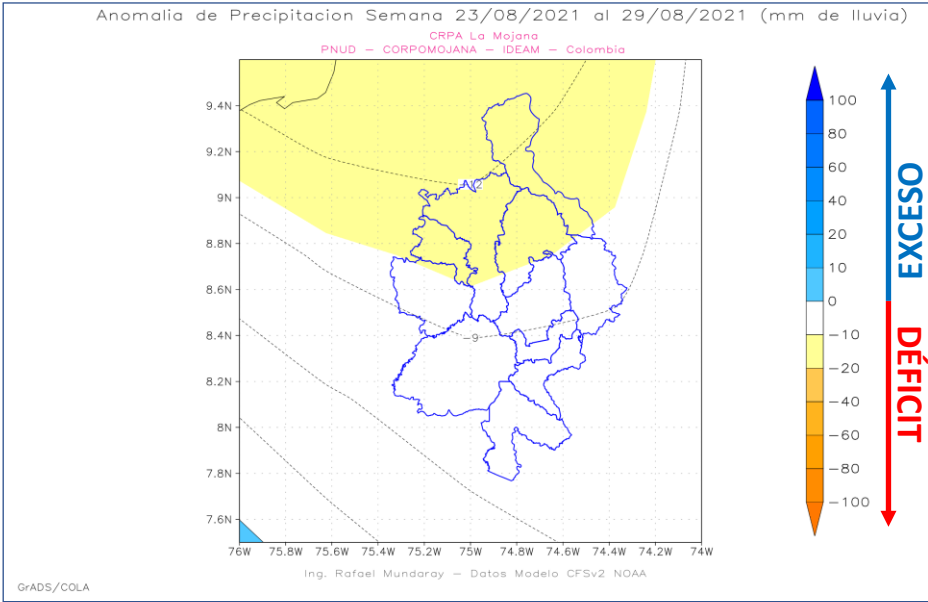 Anomalia de Precipitacion Semana 23/08/2021 al 29/08/2021 (mm de lluvia)
CRPA La Mojana
PNUD – CORPOMOJANA – IDEAM – Colombia
9.4N
9.2N
9N
8.8N
8.6N
8.4N
8.2N
8N
7.8N
7.6N
-9
76W 75.8W 75.6W 75.4W 75.2W 75W 74.8W 74.6W 74.4W 74.2W 74W
100
80
60
40
20
10
0
-10
-20
-40
-60
-80
-100
EXCESO
DÉFICIT
Ing. Rafael Mundaray – Datos Modelo CFSv2 NOAA
GrADS/COLA